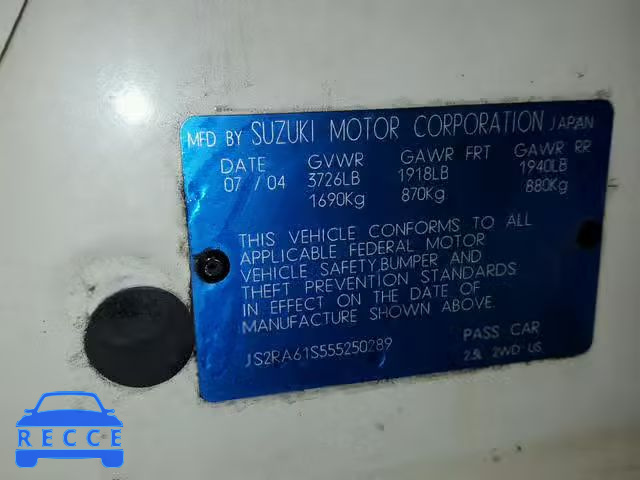 MFD BY SUZUKI MOTOR CORPORATION JAPAN
DATE GVWR GAWR FRT GAWR RR
07 / 04 3726LB 1918LB 1940LB
1690Kg 870Kg 880Kg
THIS VEHICLE CONFORMS TO ALL
APPLICABLE FEDERAL MOTOR
VEHICLE SAFETY,BUMPER AND
THEFT PREVENTION STANDARDS
IN EFFECT ON THE DATE OF
MANUFACTURE SHOWN ABOVE.
JS2RA61S555250289 PASS CAR
2.3L 2WD US
RECCE